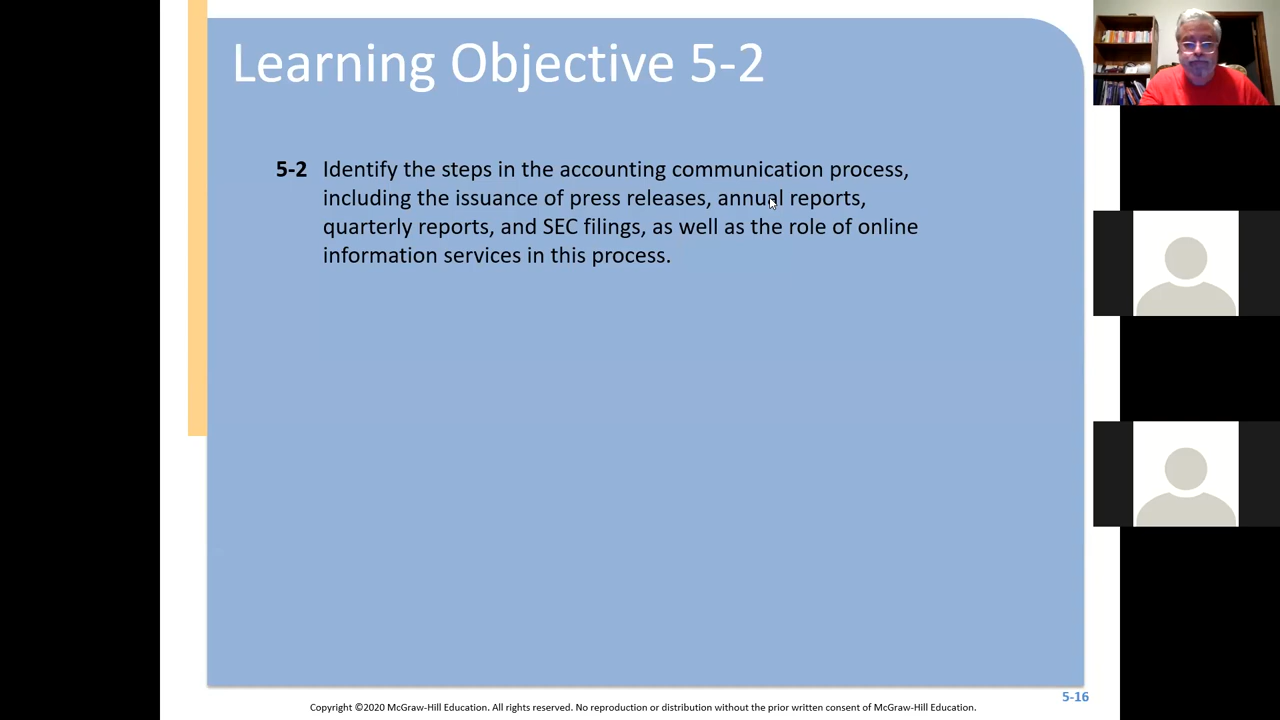 Learning Objective 5-2
5-2 Identify the steps in the accounting communication process,
including the issuance of press releases, annual reports,
quarterly reports, and SEC filings, as well as the role of online
information services in this process.
5-16
Copyright ©2020 McGraw-Hill Education. All rights reserved. No reproduction or distribution without the prior written consent of McGraw-Hill Education.